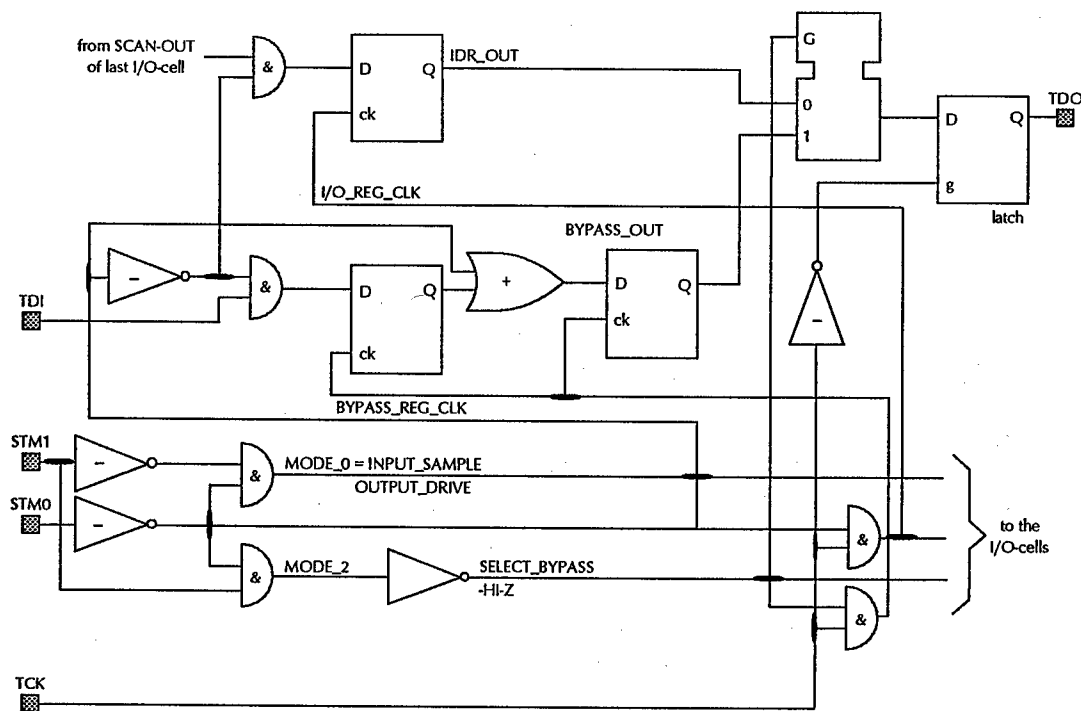 from SCAN-OUT
of last I/O-cell
&
D
Q
ck
IDR_OUT
G
0
1
D
Q
g
TDO
latch
I/O_REG_CLK
BYPASS_OUT
–
&
D
Q
ck
+
D
Q
ck
–
TDI
BYPASS_REG_CLK
STM1
–
&
MODE_0 = INPUT_SAMPLE
OUTPUT_DRIVE
STM0
–
&
to the
I/O-cells
&
MODE_2
SELECT_BYPASS
-HI-Z
&
TCK